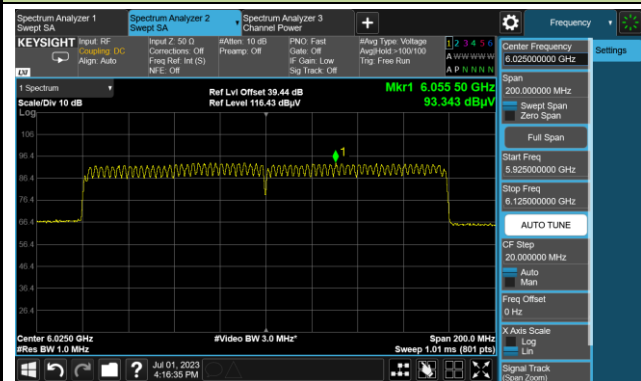 Spectrum Analyzer 1
Swept SA
Spectrum Analyzer 2
Swept SA
Spectrum Analyzer 3
Channel Power
Frequency
KEYSIGHT
Input: RF
Coupling: DC
Align: Auto
Input Z: 50 Ω
Corrections: Off
Freq Ref: Int (S)
NFE: Off
#Atten: 10 dB
Preamp: Off
PNO: Fast
Gate: Off
IF Gain: Low
Sig Track: Off
#Avg Type: Voltage
Avg|Hold:>100/100
Trig: Free Run
1 2 3 4 5 6
A W W W W W
A P N N N N
LXI
1 Spectrum
Scale/Div 10 dB
Log
Ref Lvl Offset 39.44 dB
Ref Level 116.43 dBµV
Mkr1 6.055 50 GHz
93.343 dBµV
1
106
96.4
86.4
76.4
66.4
56.4
46.4
36.4
26.4
Center 6.0250 GHz
#Res BW 1.0 MHz
#Video BW 3.0 MHz*
Span 200.0 MHz
Sweep 1.01 ms (801 pts)
Jul 01, 2023
4:16:35 PM
Center Frequency
6.025000000 GHz
Settings
Span
200.000000 MHz
Swept Span
Zero Span
Full Span
Start Freq
5.925000000 GHz
Stop Freq
6.125000000 GHz
AUTO TUNE
CF Step
20.000000 MHz
Auto
Man
Freq Offset
0 Hz
X Axis Scale
Log
Lin
Signal Track
(Span Zoom)